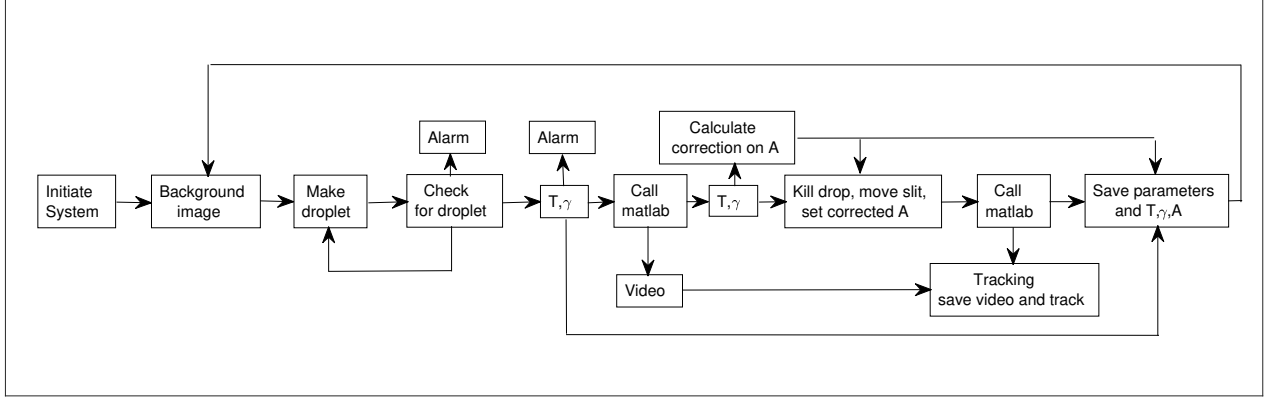 Initiate
System
Background
image
Make
droplet
Alarm
Check
for droplet
Alarm
T,γ
Call
matlab
Video
Calculate
correction on A
T,γ
Kill drop, move slit,
set corrected A
Call
matlab
Tracking
save video and track
Save parameters
and T,γ,A